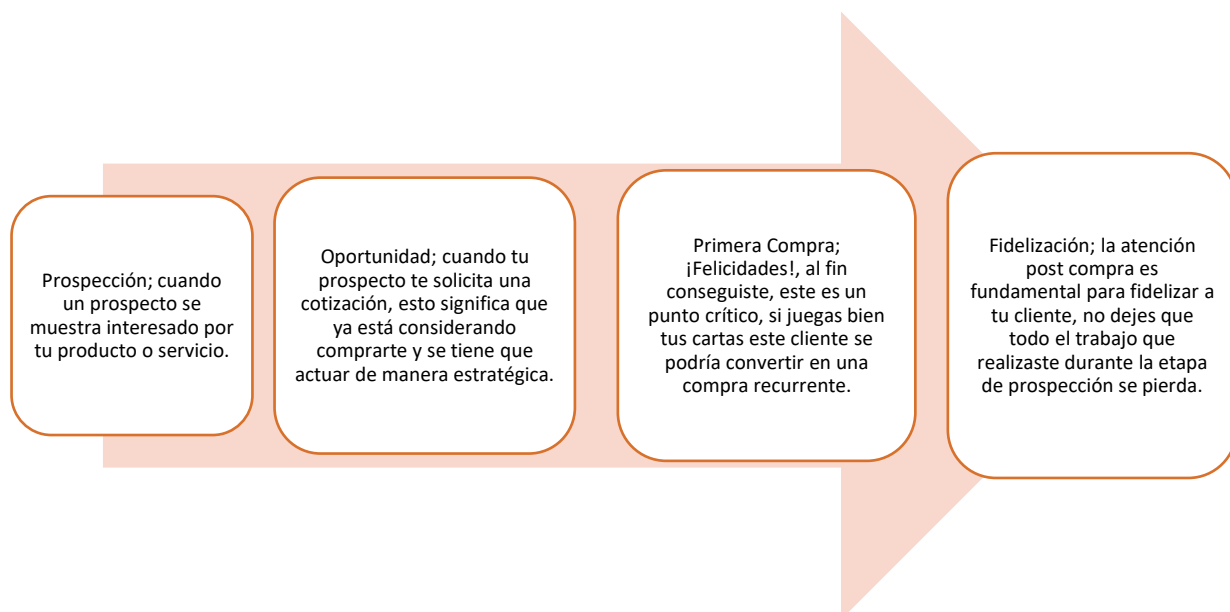 Prospección; cuando
un prospecto se
muestra interesado por
tu producto o servicio.
Oportunidad; cuando tu
prospecto te solicita una
cotización, esto significa que
ya está considerando
comprarte y se tiene que
actuar de manera estratégica.
Primera Compra;
¡Felicidades!, al fin
conseguiste, este es un
punto crítico, si juegas bien
tus cartas este cliente se
podría convertir en una
compra recurrente.
Fidelización; la atención
post compra es
fundamental para fidelizar a
tu cliente, no dejes que
todo el trabajo que
realizaste durante la etapa
de prospección se pierda.